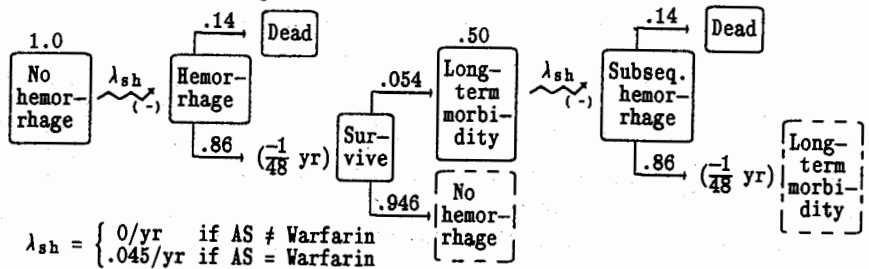 1.0
No
hemor-
rhage
λsh
(-)
Hemor-
rhage
.14
Dead
.86
(-1/48 yr)
Sur-
vive
.054
.50
Long-
term
morbi-
dity
.946
No
hemor-
rhage
λsh
(-)
Subseq.
hemor-
rhage
.14
Dead
.86
(-1/48 yr)
Long-
term
morbi-
dity
λsh = { 0/yr if AS ≠ Warfarin
.045/yr if AS = Warfarin